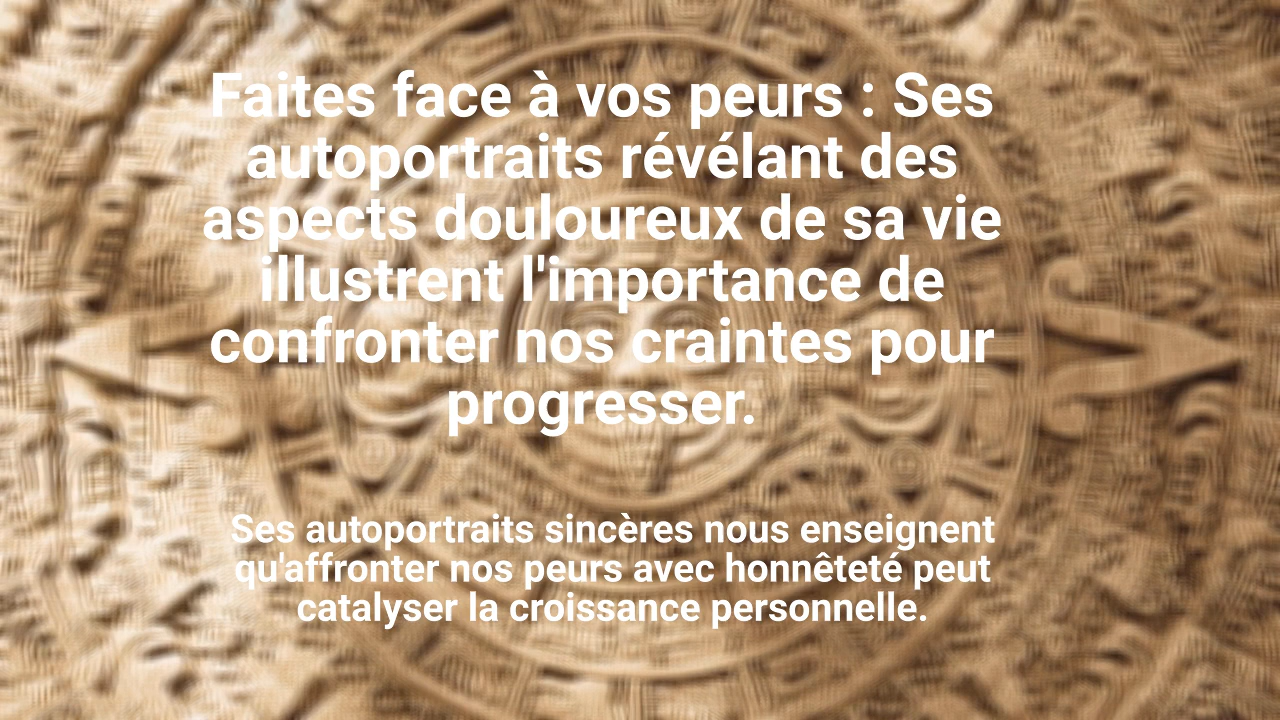 Faites face à vos peurs : Ses
autoportraits révélant des
aspects douloureux de sa vie
illustrent l'importance de
confronter nos craintes pour
progresser.
Ses autoportraits sincères nous enseignent
qu'affronter nos peurs avec honnêteté peut
catalyser la croissance personnelle.